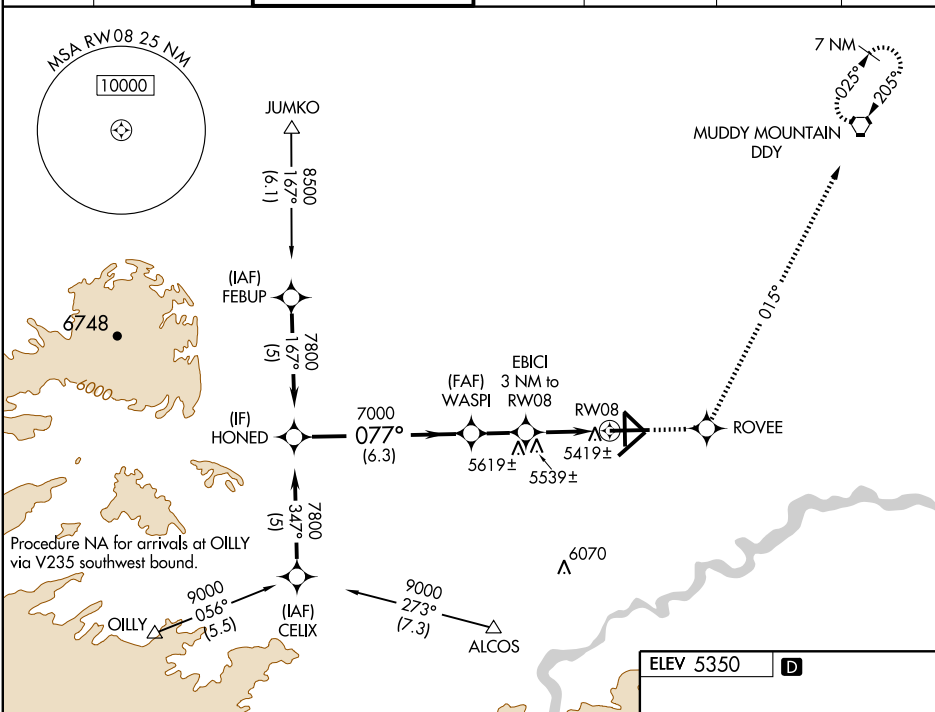 MSA RW08 25 NM
10000
7 NM
025°
205°
MUDDY MOUNTAIN
DDY
JUMKO
8500
167°
(6.1)
(IAF)
FEBUP
6748
6000
7800
167°
(5)
015°
(IF)
HONED
7000
077°
(6.3)
(FAF)
WASPI
EBICI
3 NM to
RW08
RW08
ROVEE
5619±
5539±
5419±
7800
347°
(5)
Procedure NA for arrivals at OILLY
via V235 southwest bound.
6070
9000
056°
(5.5)
OILLY
(IAF)
CELIX
9000
273°
(7.3)
ALCOS
ELEV 5350
D